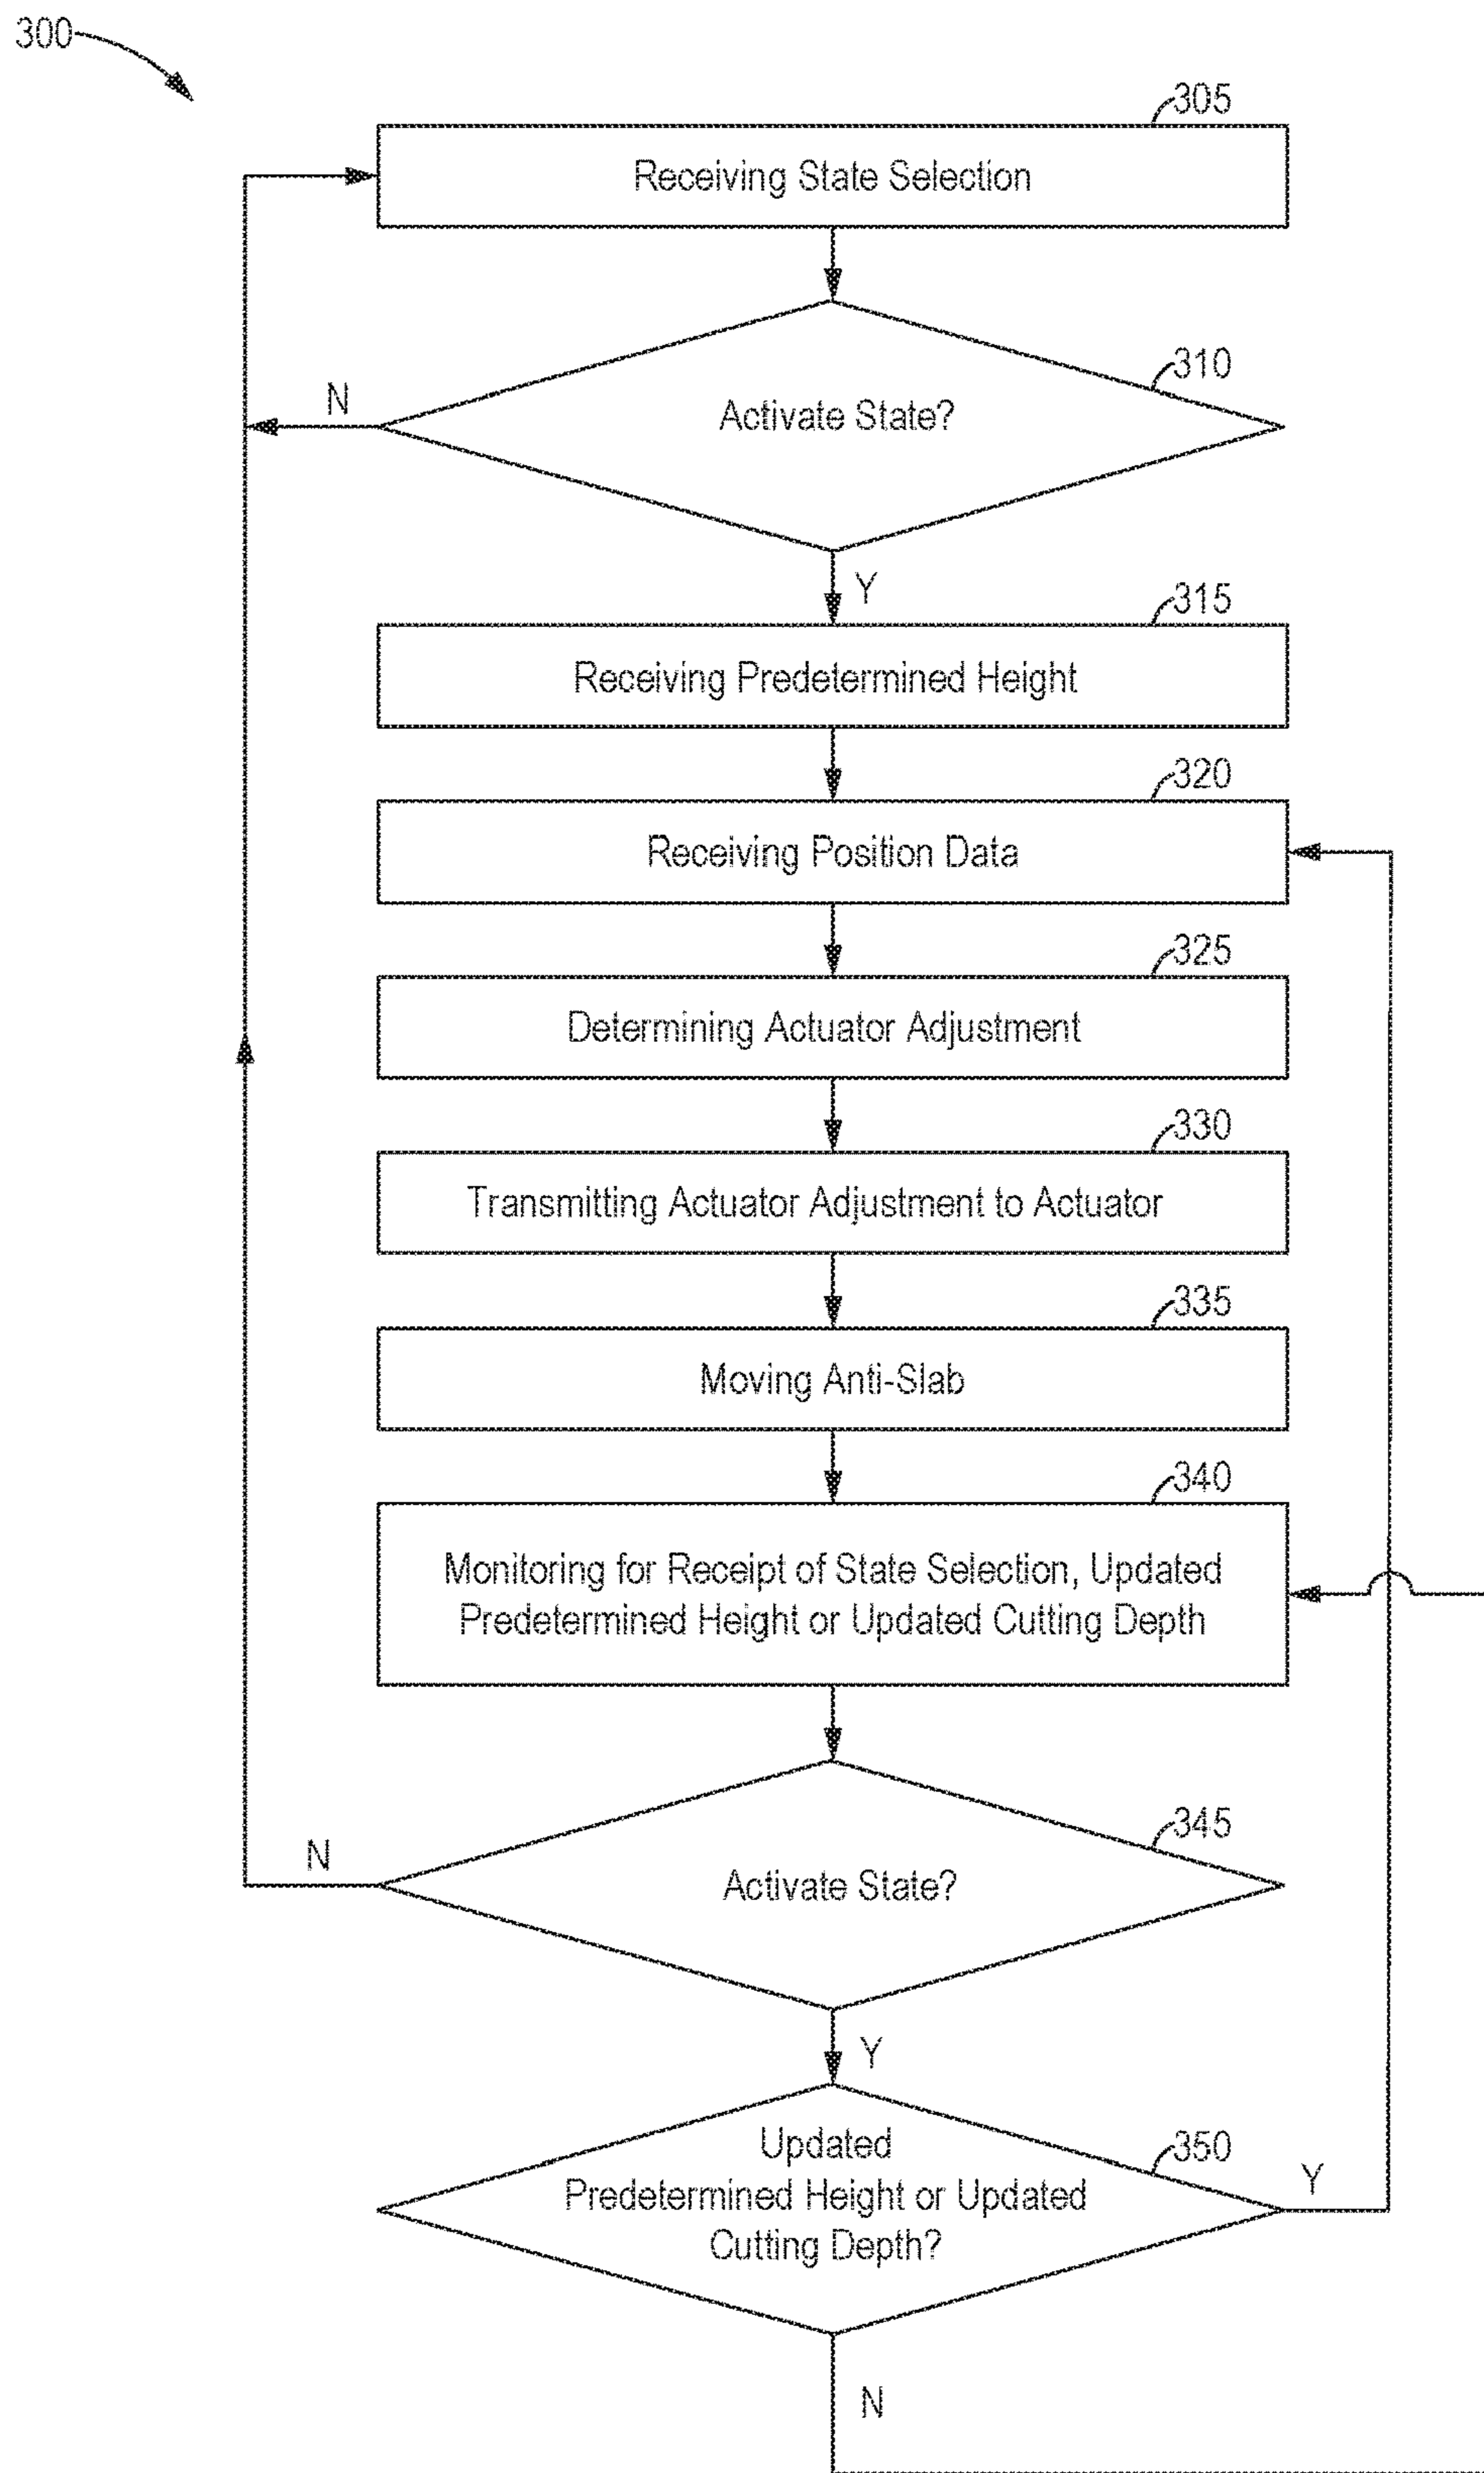 300
305
Receiving State Selection
310
Activate State?
N
Y
315
Receiving Predetermined Height
320
Receiving Position Data
325
Determining Actuator Adjustment
330
Transmitting Actuator Adjustment to Actuator
335
Moving Anti-Slab
340
Monitoring for Receipt of State Selection, Updated
Predetermined Height or Updated Cutting Depth
345
Activate State?
N
Y
350
Updated
Predetermined Height or Updated
Cutting Depth?
Y
N